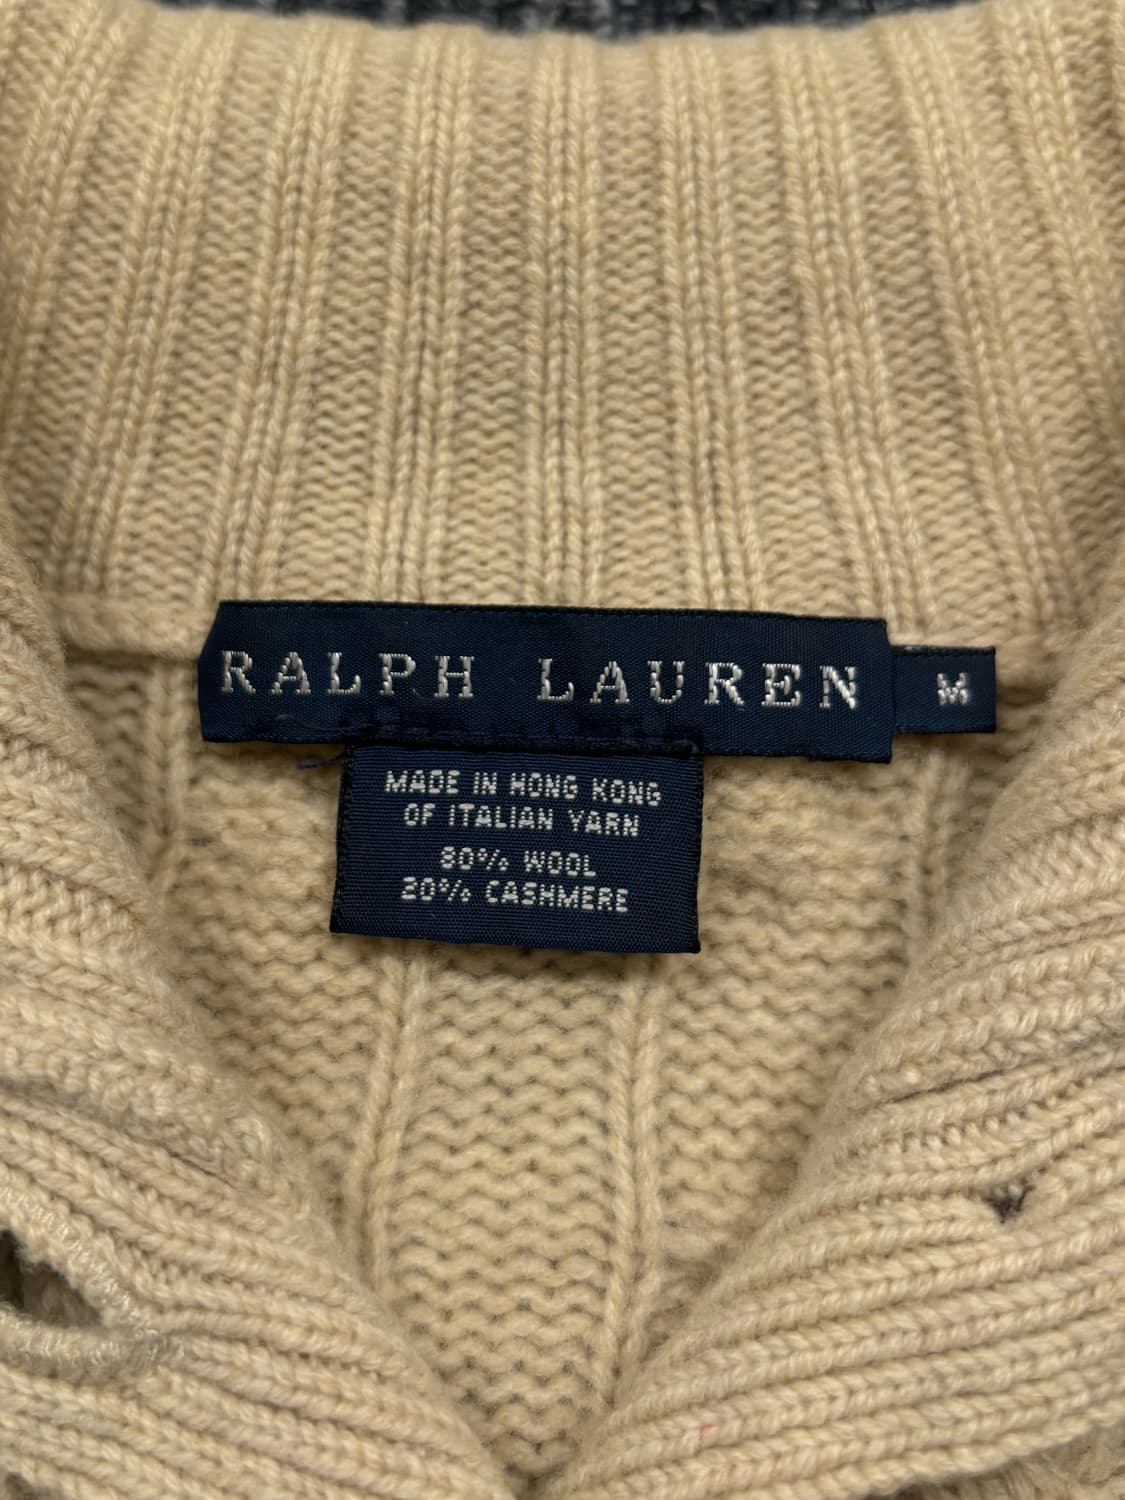 RALPH LAUREN
M
MADE IN HONG KONG
OF ITALIAN YARN
80% WOOL
20% CASHMERE